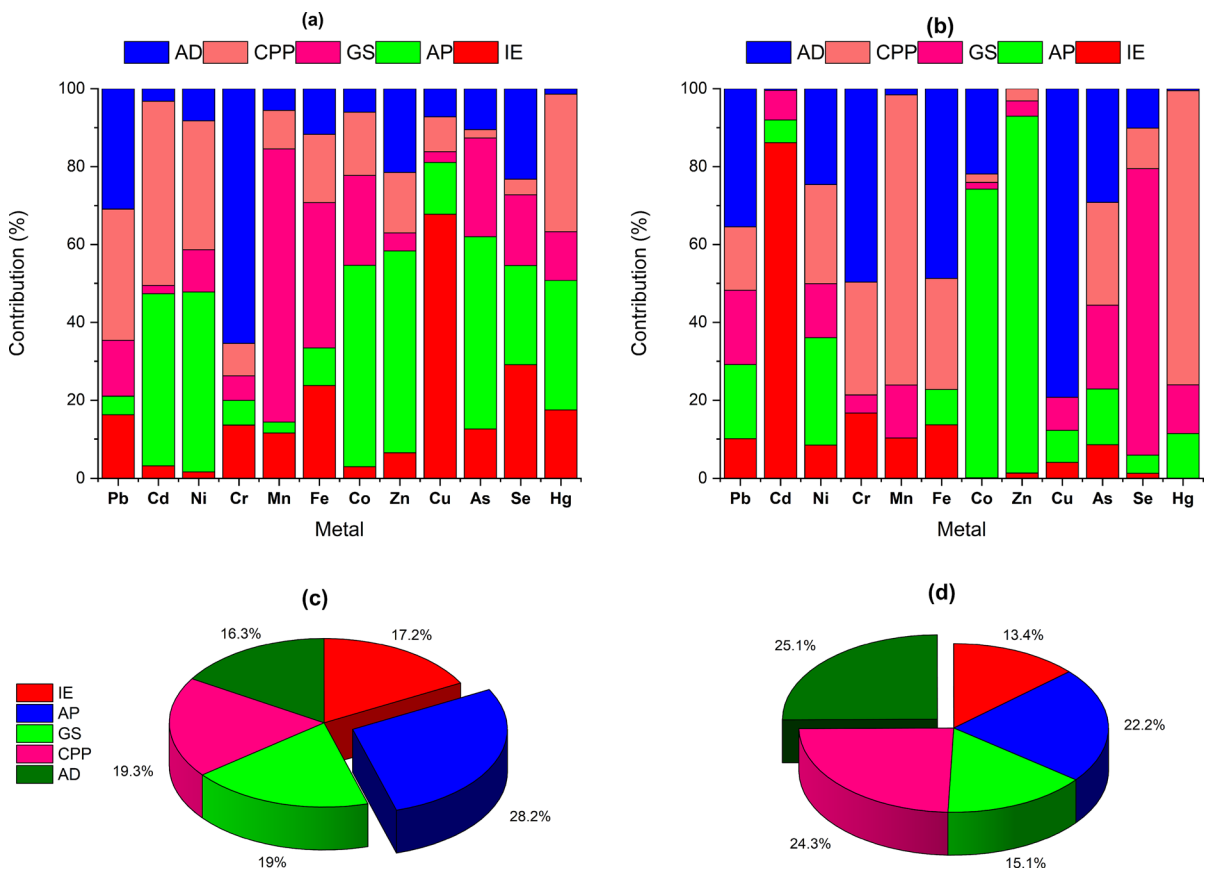 (a)
AD CPP GS AP IE
100
80
60
40
20
0
Contribution (%)
Pb Cd Ni Cr Mn Fe Co Zn Cu As Se Hg
Metal
(b)
AD CPP GS AP IE
100
80
60
40
20
0
Contribution (%)
Pb Cd Ni Cr Mn Fe Co Zn Cu As Se Hg
Metal
(c)
16.3%
17.2%
IE
AP
GS
CPP
AD
19.3%
28.2%
19%
(d)
25.1%
13.4%
22.2%
24.3%
15.1%